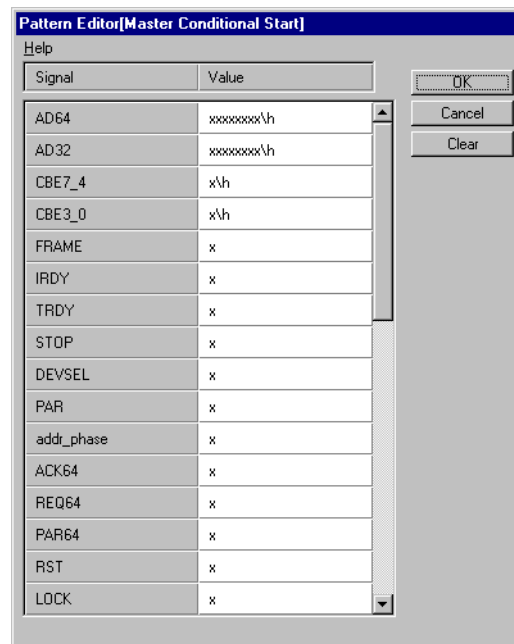 Pattern Editor[Master Conditional Start]
Help
Signal Value
OK
Cancel
Clear
AD64 xxxxxxxx\h
AD32 xxxxxxxx\h
CBE7_4 x\h
CBE3_0 x\h
FRAME x
IRDY x
TRDY x
STOP x
DEVSEL x
PAR x
addr_phase x
ACK64 x
REQ64 x
PAR64 x
RST x
LOCK x